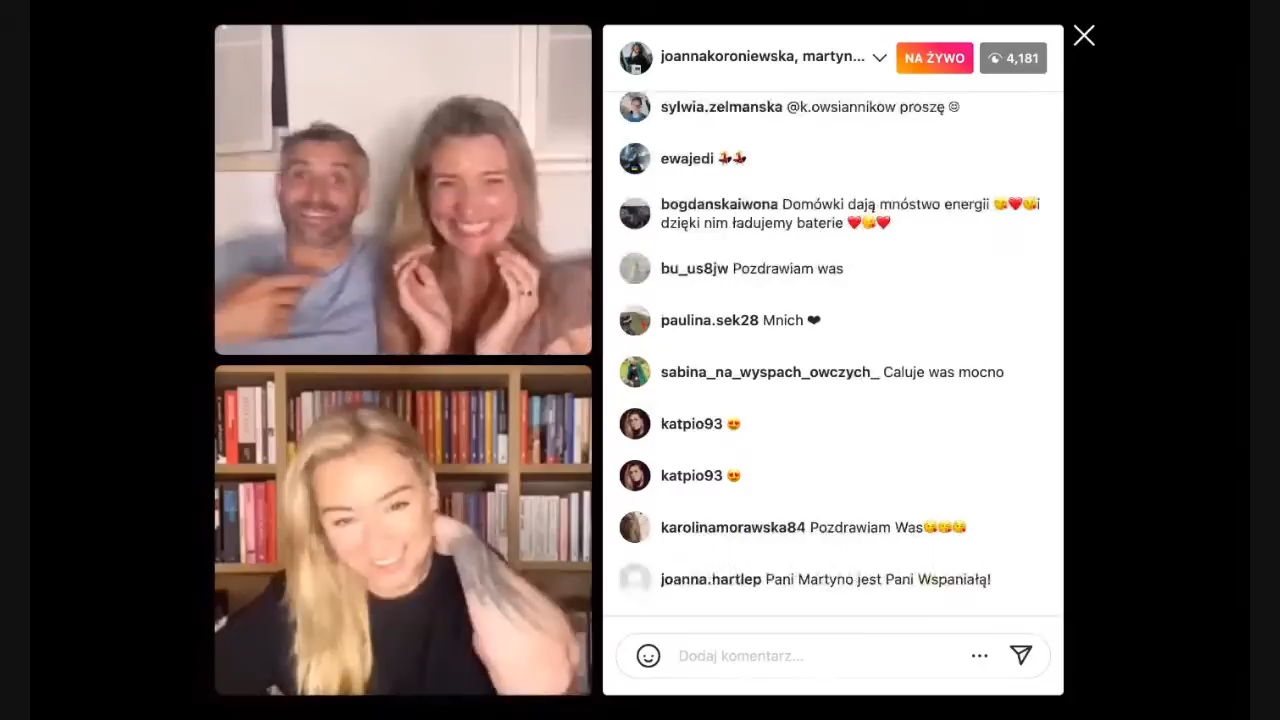 joannakoroniewska, martyn...
NA ŻYWO
4,181
sylwia.zelmanska @k.owsiannikow proszę ☺
ewajedi 💃💃
bogdanskaiwona Domówki dają mnóstwo energii 😘❤️😘i
dzięki nim ładujemy baterie ❤️😘❤️
bu_us8jw Pozdrawiam was
paulina.sek28 Mnich ❤
sabina_na_wyspach_owczych_ Caluje was mocno
katpio93 😍
katpio93 😍
karolinamorawska84 Pozdrawiam Was😘😘😘
joanna.hartlep Pani Martyno jest Pani Wspaniałą!
Dodaj komentarz...